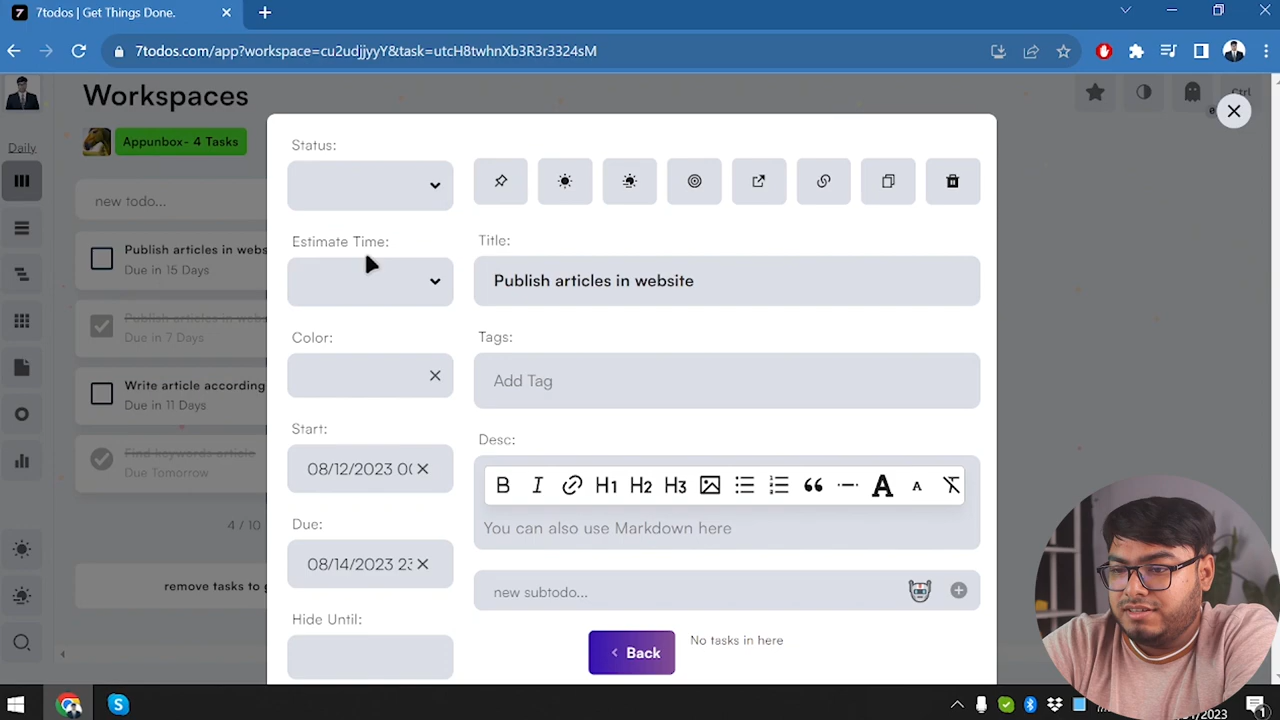 7
7todos | Get Things Done.
7todos.com/app?workspace=cu2udjjyyY&task=utcH8twhnXb3R3r3324sM
Workspaces
Ctrl
Daily
Appunbox- 4 Tasks
new todo...
Publish articles in webs
Due in 15 Days
Publish articles in webs
Due in 7 Days
Write article according
Due in 11 Days
Find keywords article
Due Tomorrow
4 / 10
remove tasks to g
Status:
Estimate Time:
Color:
Start:
08/12/2023 0(
Due:
08/14/2023 23
Hide Until:
Title:
Publish articles in website
Tags:
Add Tag
Desc:
B I H1 H2 H3 A A
You can also use Markdown here
new subtodo...
Back
No tasks in here
/2023
1